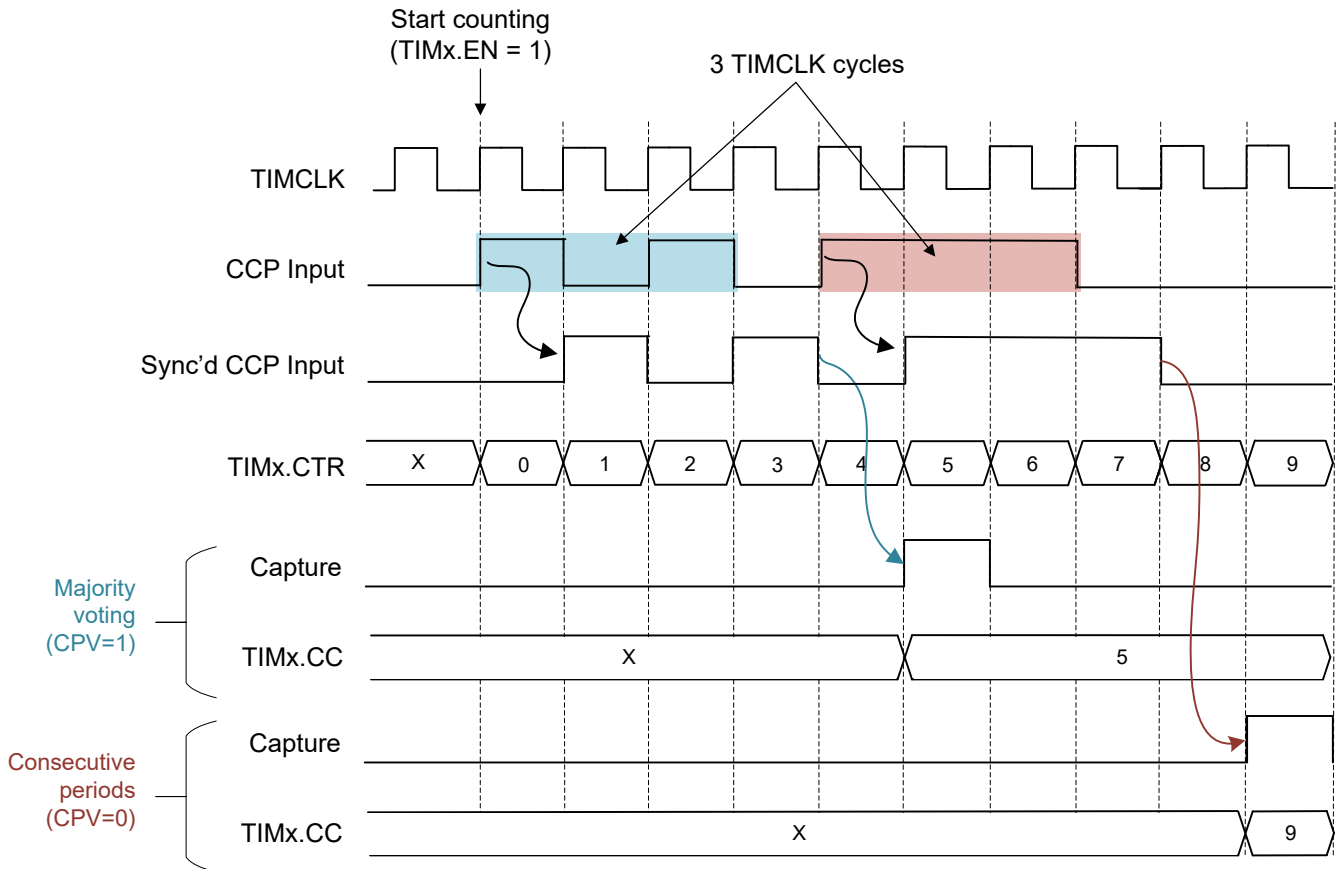 Start counting
(TIMx.EN = 1)
3 TIMCLK cycles
TIMCLK
CCP Input
Sync’d CCP Input
TIMx.CTR
X 0 1 2 3 4 5 6 7 8 9
Majority
voting
(CPV=1)
Capture
TIMx.CC
X 5
Consecutive
periods
(CPV=0)
Capture
TIMx.CC
X 9